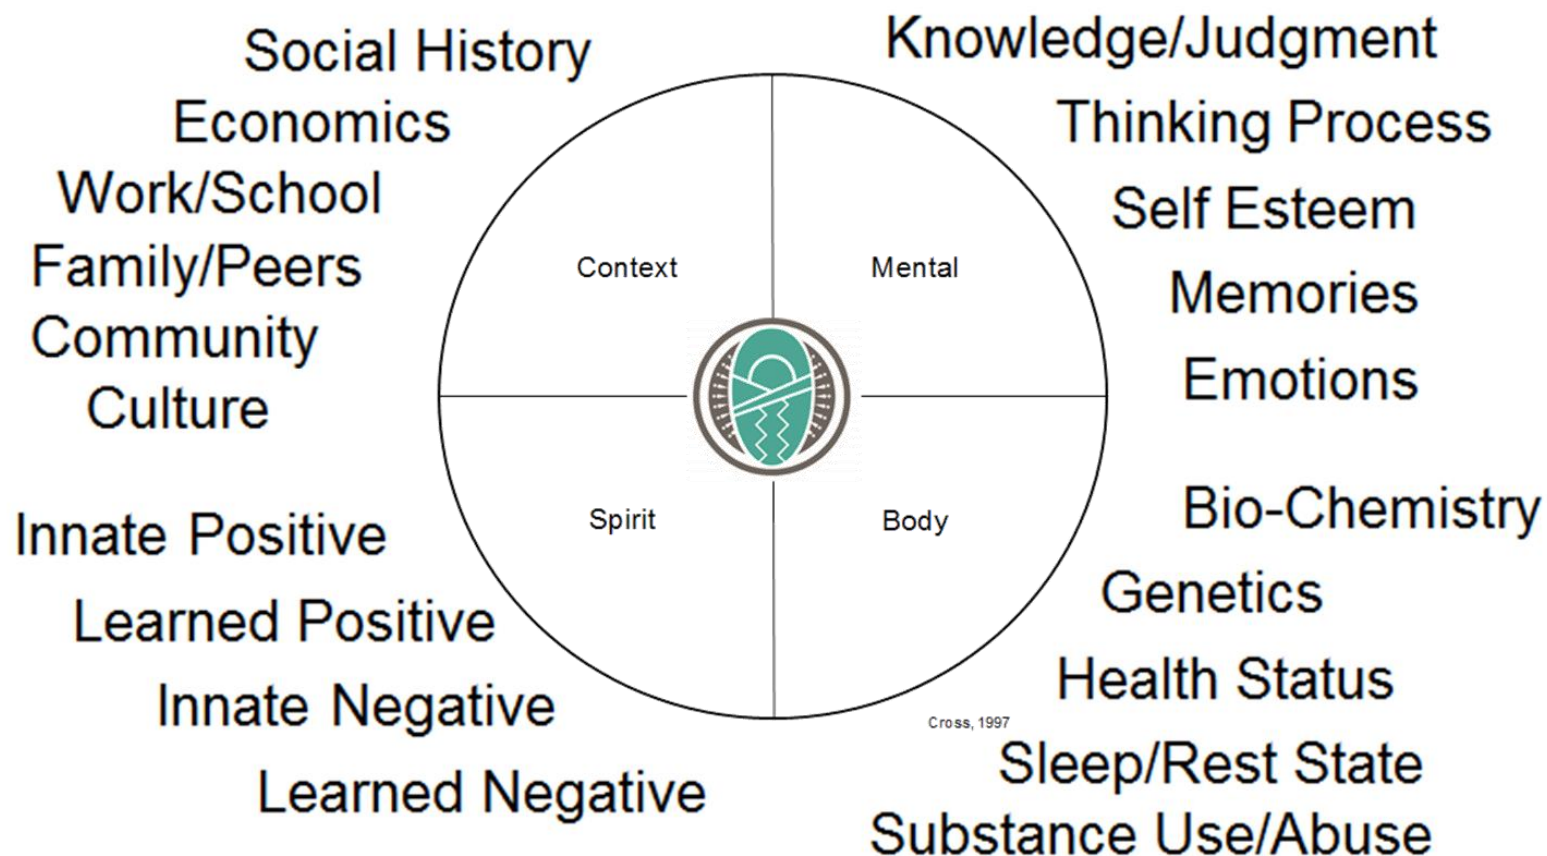 Social History
Economics
Work/School
Family/Peers
Community
Culture
Knowledge/Judgment
Thinking Process
Self Esteem
Memories
Emotions
Context
Mental
Spirit
Body
Innate Positive
Learned Positive
Innate Negative
Learned Negative
Bio-Chemistry
Genetics
Health Status
Sleep/Rest State
Substance Use/Abuse
Cross, 1997